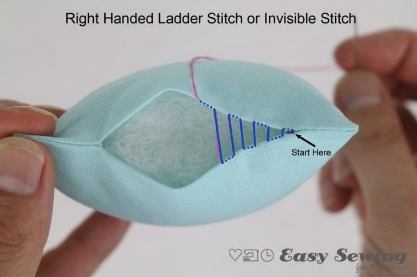 Right Handed Ladder Stitch or Invisible Stitch
Start Here
Easy Sewing